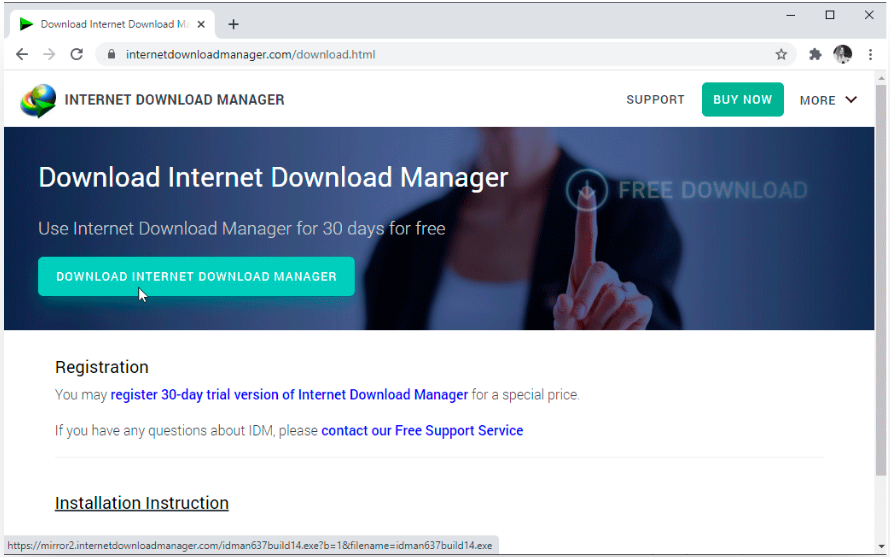 Download Internet Download Ma
internetdownloadmanager.com/download.html
INTERNET DOWNLOAD MANAGER
SUPPORT
BUY NOW
MORE
Download Internet Download Manager
FREE DOWNLOAD
Use Internet Download Manager for 30 days for free
DOWNLOAD INTERNET DOWNLOAD MANAGER
Registration
You may register 30-day trial version of Internet Download Manager for a special price.
If you have any questions about IDM, please contact our Free Support Service
Installation Instruction
https://mirror2.internetdownloadmanager.com/idman637build14.exe?b=1&filename=idman637build14.exe